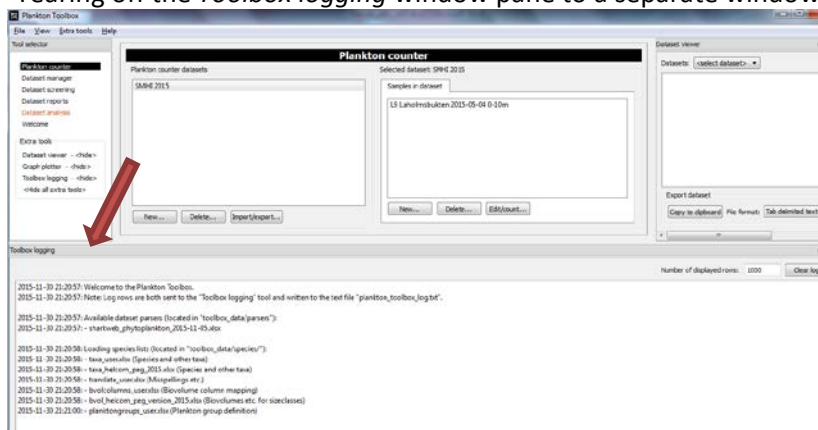 Tearing off the Toolbox logging window pane to a separate window
Plankton Toolbox
File View Extra tools Help
Tool selector
Plankton counter
Dataset manager
Dataset screening
Dataset reports
Dataset analysis
Welcome
Extra tools
Dataset viewer - <hide>
Graph plotter - <hide>
Toolbox logging - <hide>
<Hide all extra tools>
Plankton counter
Plankton counter datasets
SMHI 2015
New... Delete... Import/export...
Selected dataset: SMHI 2015
Samples in dataset
L9 Laholmsbukten 2015-05-04 0-10m
New... Delete... Edit/count...
Dataset viewer
Datasets: <select dataset>
Export dataset
Copy to clipboard File format: Tab delimited text
Toolbox logging
Number of displayed rows: 1000 Clear log
2015-11-30 21:20:57: Welcome to the Plankton Toolbox.
2015-11-30 21:20:57: Note: Log rows are both sent to the "Toolbox logging" tool and written to the text file "plankton_toolbox_log.txt".
2015-11-30 21:20:57: Available dataset parsers (located in "toolbox_data/parsers"):
2015-11-30 21:20:57: - sharkweb_phytoplankton_2015-11-05.xlsx
2015-11-30 21:20:58: Loading species lists (located in "toolbox_data/species/"):
2015-11-30 21:20:58: - taxa_user.xlsx (Species and other taxa)
2015-11-30 21:20:58: - taxa_helcom_peg_2015.xlsx (Species and other taxa)
2015-11-30 21:20:58: - translate_user.xlsx (Misspellings etc.)
2015-11-30 21:20:58: - bvolcolumns_user.xlsx (Biovolume column mapping)
2015-11-30 21:20:58: - bvol_helcom_peg_version_2015.xlsx (Biovolumes etc. for sizeclasses)
2015-11-30 21:21:00: - planktongroups_user.xlsx (Plankton group definition)